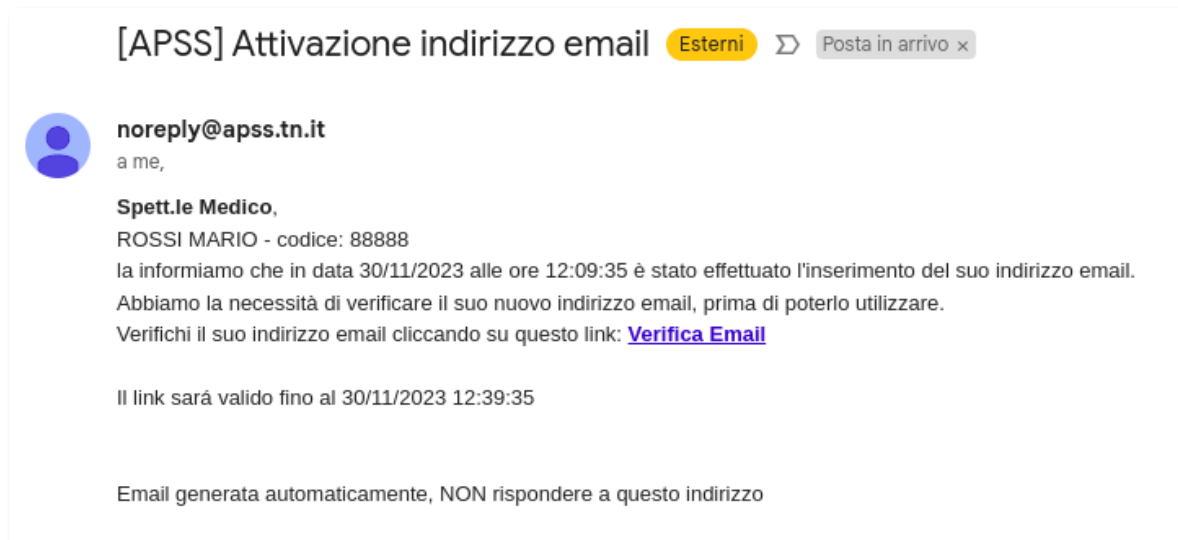 [APSS] Attivazione indirizzo email Esterni Posta in arrivo ×
noreply@apss.tn.it
a me,
Spett.le Medico,
ROSSI MARIO - codice: 88888
la informiamo che in data 30/11/2023 alle ore 12:09:35 è stato effettuato l'inserimento del suo indirizzo email.
Abbiamo la necessità di verificare il suo nuovo indirizzo email, prima di poterlo utilizzare.
Verifichi il suo indirizzo email cliccando su questo link: Verifica Email
Il link sará valido fino al 30/11/2023 12:39:35
Email generata automaticamente, NON rispondere a questo indirizzo